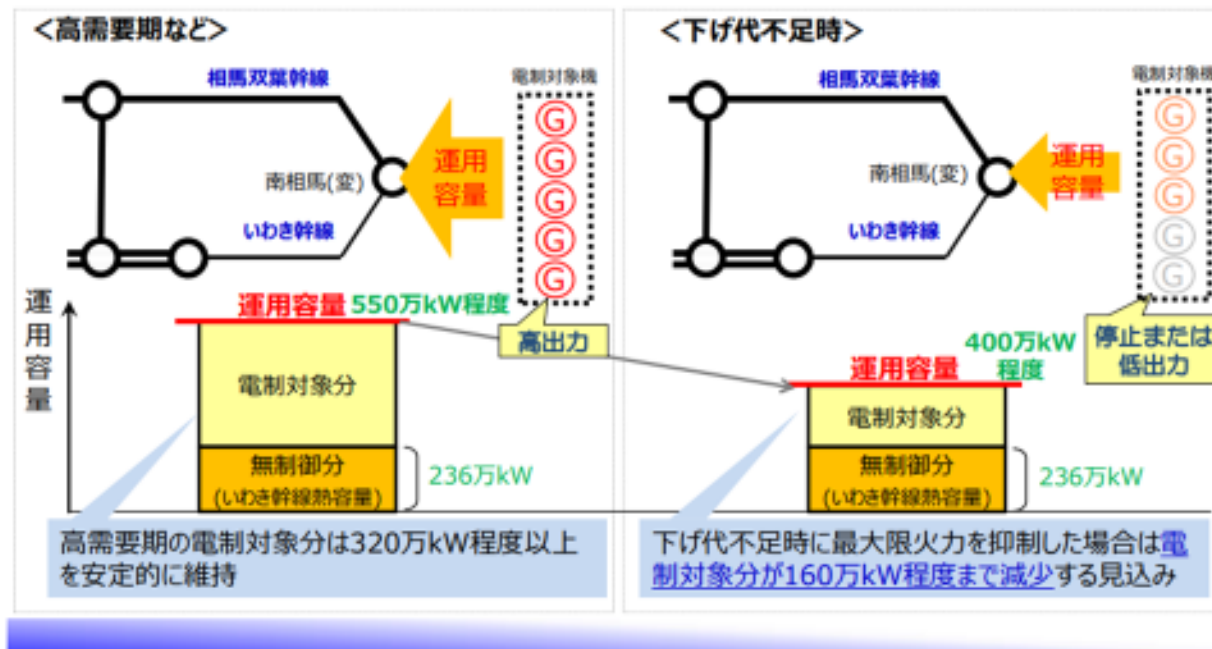 <高需要期など>
相馬双葉幹線
電制対象機
G
G
G
G
G
運用
容量
南相馬(変)
いわき幹線
運用容量
運用容量 550万kW程度
高出力
電制対象分
無制御分
(いわき幹線熱容量)
236万kW
高需要期の電制対象分は320万kW程度以上
を安定的に維持
<下げ代不足時>
相馬双葉幹線
電制対象機
G
G
G
G
G
運用
容量
南相馬(変)
いわき幹線
運用容量
400万kW
程度
停止または
低出力
電制対象分
無制御分
(いわき幹線熱容量)
236万kW
下げ代不足時に最大限火力を抑制した場合は電
制対象分が160万kW程度まで減少する見込み